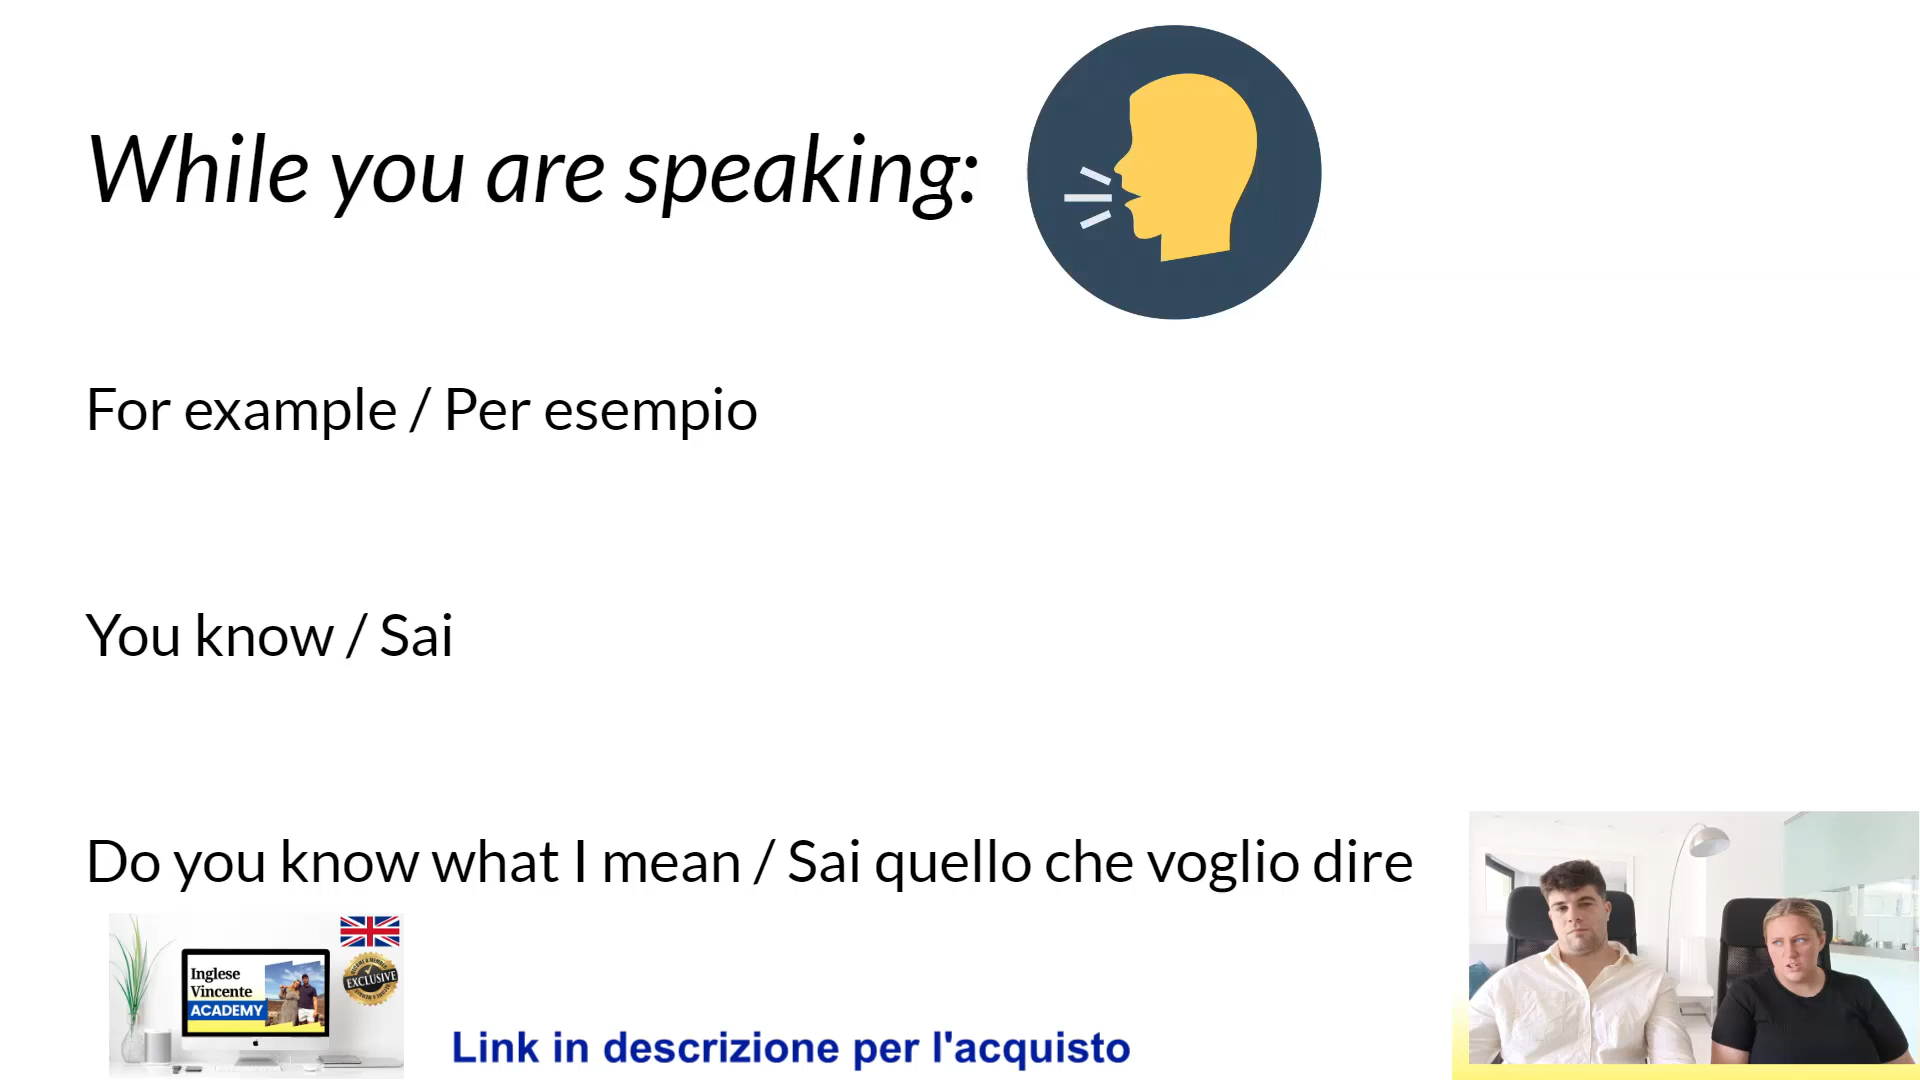 While you are speaking:
For example / Per esempio
You know / Sai
Do you know what I mean / Sai quello che voglio dire
Inglese
Vincente
ACADEMY
EXCLUSIVE
Link in descrizione per l'acquisto